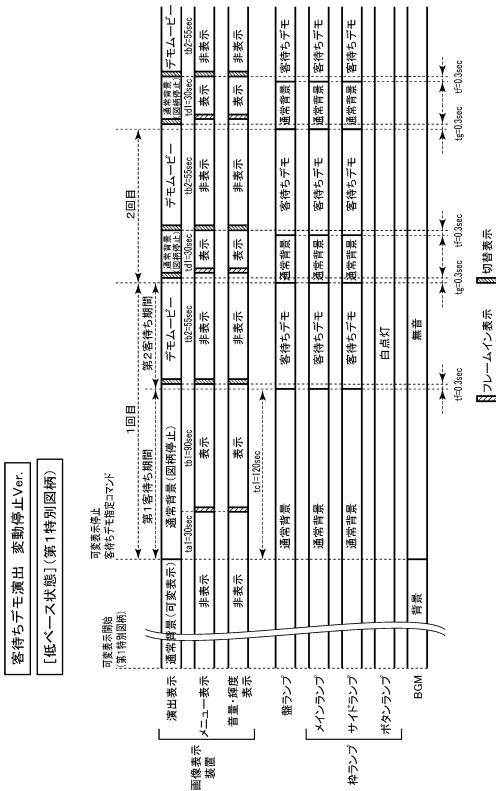 客待ちデモ演出 変動停止Ver.
[低ベース状態](第1特別図柄)
可変表示開始
(第1特別図柄)
可変表示停止
客待ちデモ指定コマンド
1回目
2回目
第1客待ち期間
第2客待ち期間
画像表示
装置
演出表示
通常背景(可変表示)
通常背景(図柄停止)
デモムービー
通常背景
(図柄停止)
デモムービー
通常背景
(図柄停止)
デモムービー
ta1=30sec
tb1=90sec
tb2=55sec
td1=30sec
tb2=55sec
td1=30sec
tb2=55sec
メニュー表示
非表示
表示
非表示
表示
非表示
表示
非表示
音量・輝度
表示
非表示
表示
非表示
表示
非表示
表示
非表示
tc1=120sec
盤ランプ
通常背景
客待ちデモ
通常背景
客待ちデモ
通常背景
客待ちデモ
枠ランプ
メインランプ
通常背景
客待ちデモ
通常背景
客待ちデモ
通常背景
客待ちデモ
サイドランプ
通常背景
客待ちデモ
通常背景
客待ちデモ
通常背景
客待ちデモ
ボタンランプ
白点灯
BGM
背景
無音
tf=0.3sec
tg=0.3sec
tf=0.3sec
tg=0.3sec
tf=0.3sec
フレームイン表示
切替表示